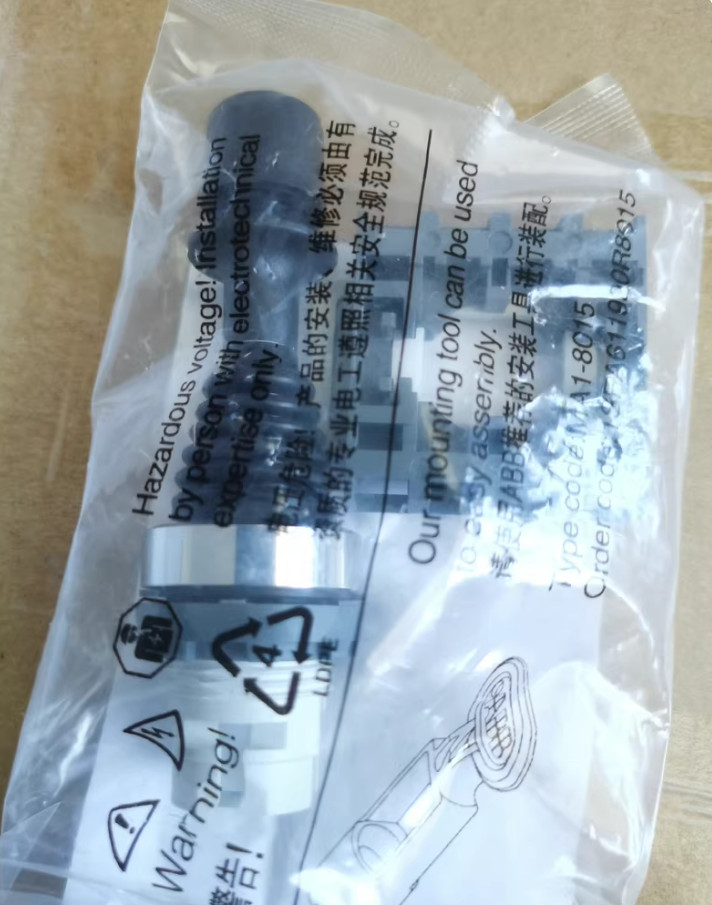 Warning!
警告!
Hazardous voltage! Installation
by person with electrotechnical
expertise only.
电压危险! 产品的安装、维修必须由有
资质的专业电工遵照相关安全规范完成。
4
LDPE
Our mounting tool can be used
to easy assembly.
请使用ABB推荐的安装工具进行装配。
Type code: MTA1-8015
Order code: